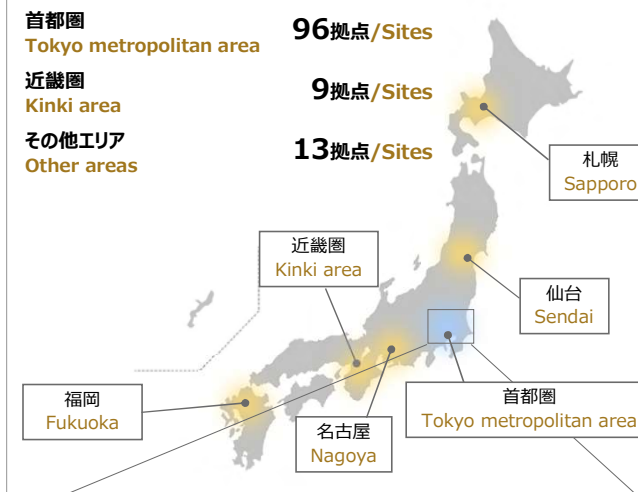 首都圏 96拠点/Sites
Tokyo metropolitan area
近畿圏 9拠点/Sites
Kinki area
その他エリア 13拠点/Sites
Other areas
札幌
Sapporo
近畿圏
Kinki area
仙台
Sendai
福岡
Fukuoka
名古屋
Nagoya
首都圏
Tokyo metropolitan area